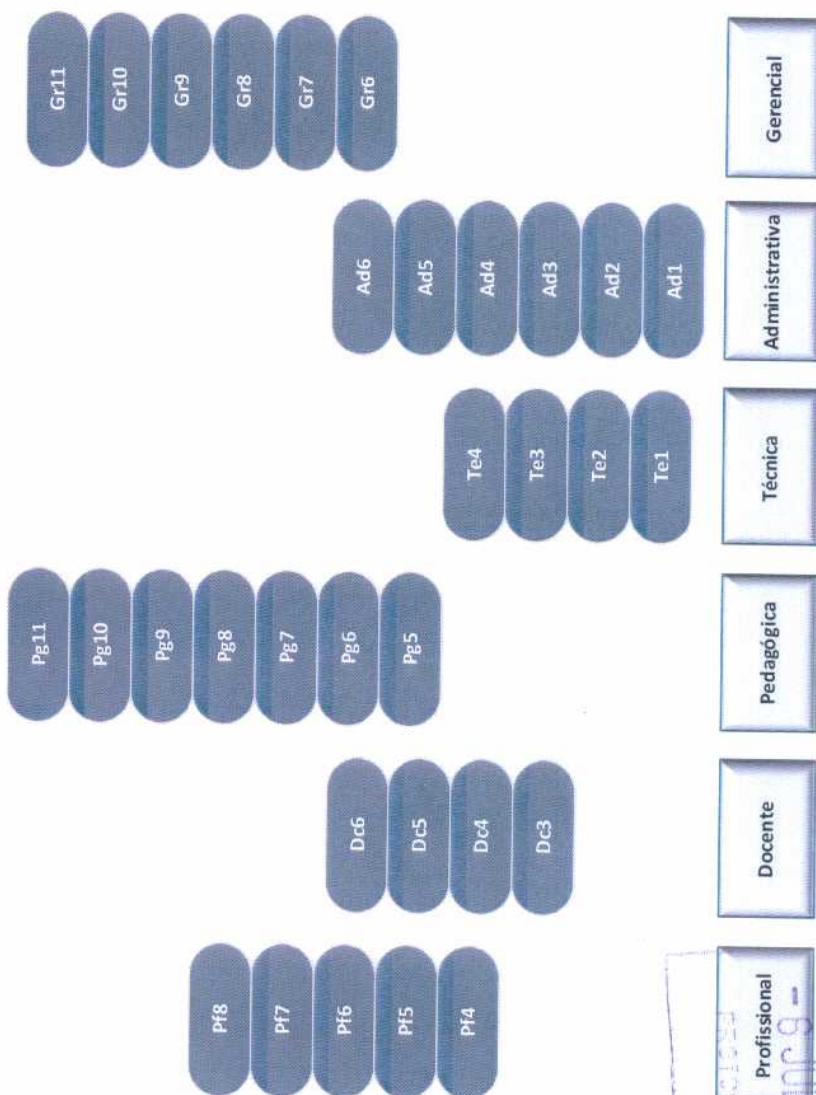 Profissional
Pf4
Pf5
Pf6
Pf7
Pf8
Docente
Dc3
Dc4
Dc5
Dc6
Pedagógica
Pg5
Pg6
Pg7
Pg8
Pg9
Pg10
Pg11
Técnica
Te1
Te2
Te3
Te4
Administrativa
Ad1
Ad2
Ad3
Ad4
Ad5
Ad6
Gerencial
Gr6
Gr7
Gr8
Gr9
Gr10
Gr11